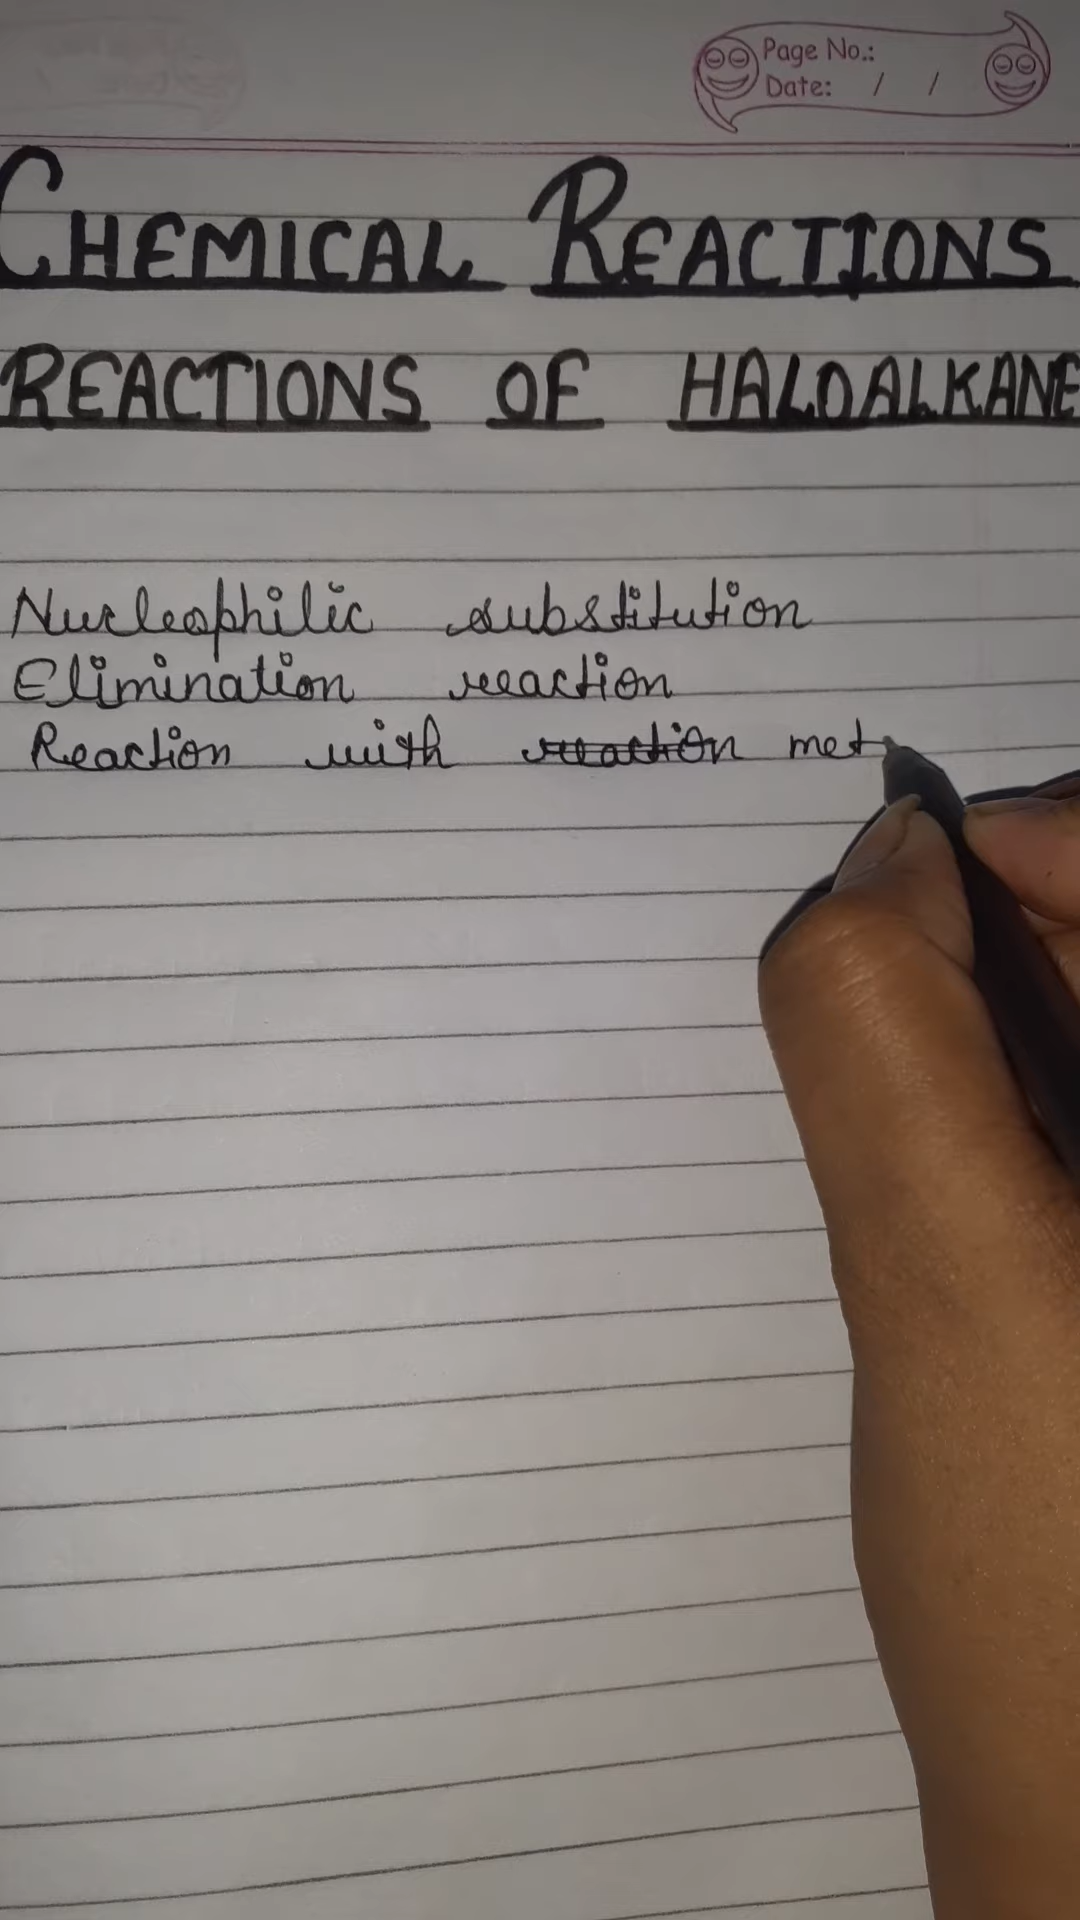 Page No.:
Date: / /
CHEMICAL REACTIONS
REACTIONS OF HALOALKANE
Nucleophilic substitution
Elimination reaction
Reaction with reaction met